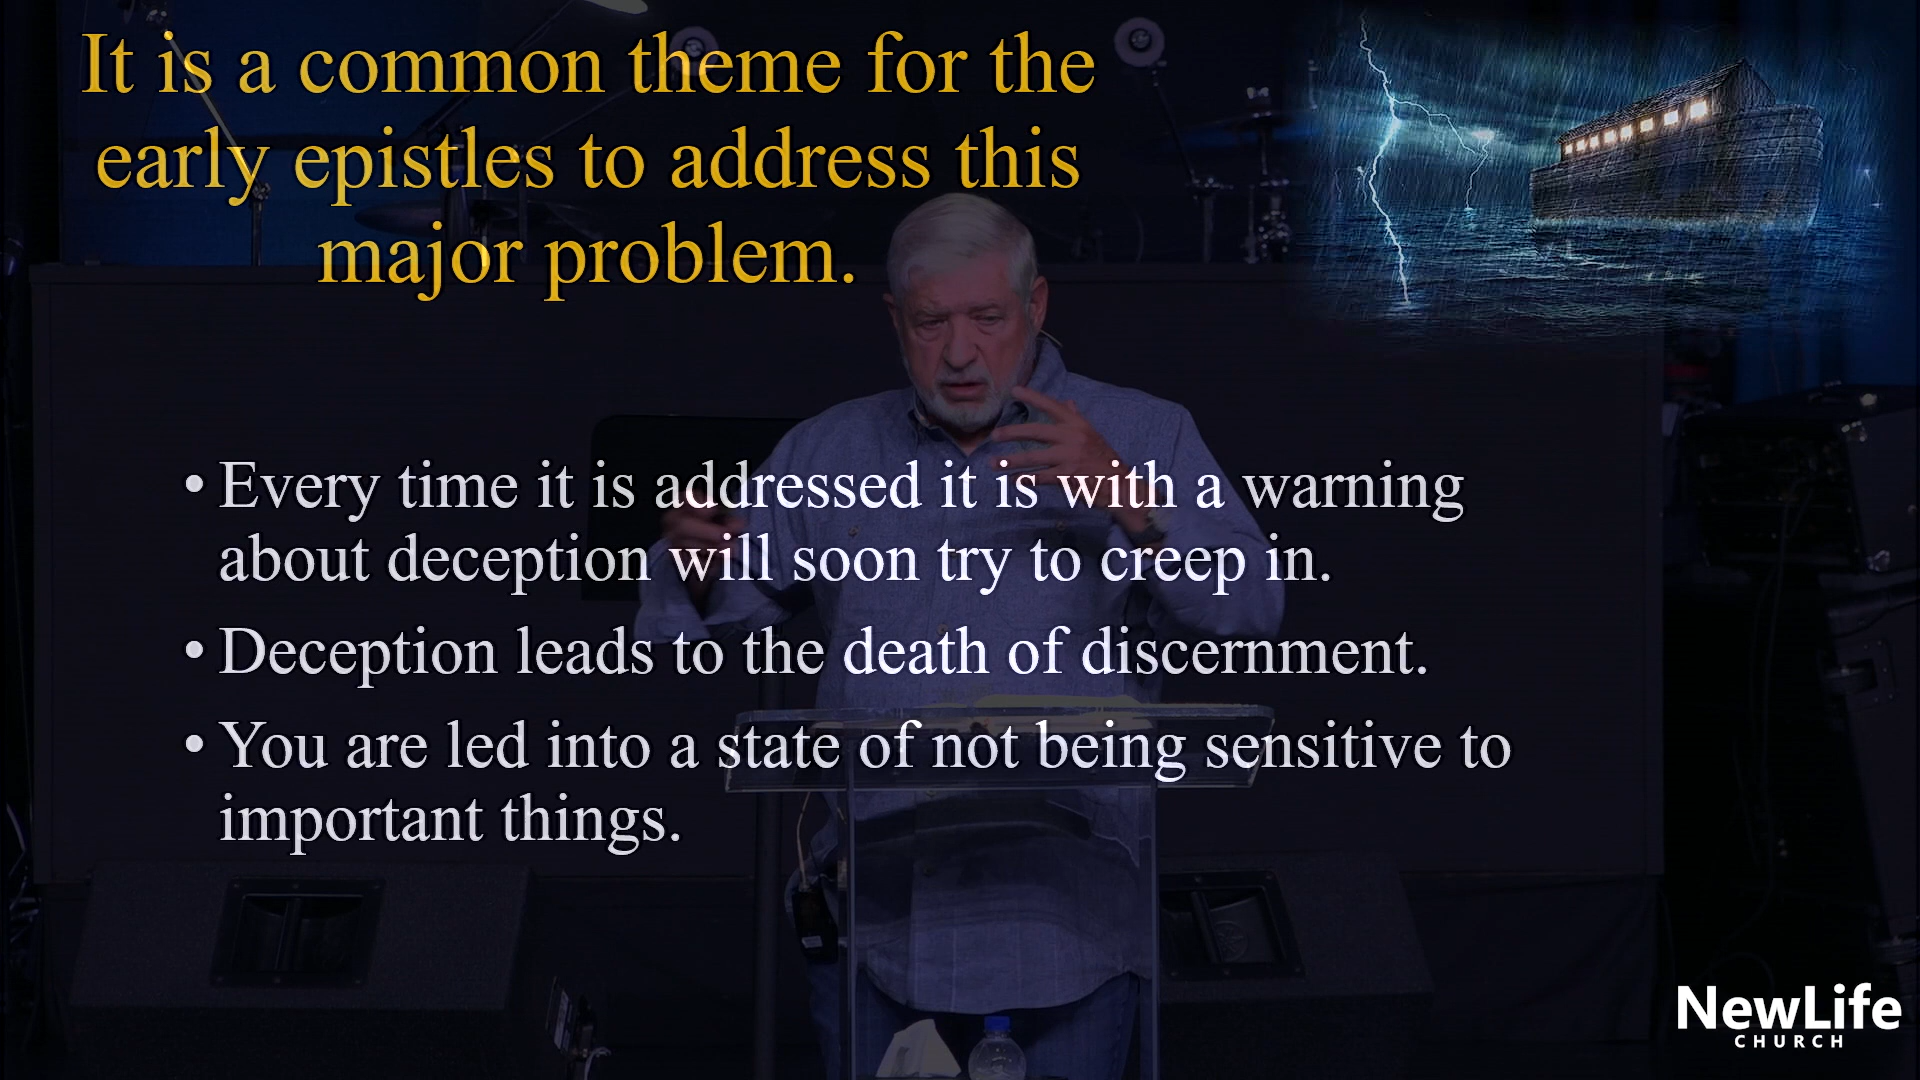 It is a common theme for the
early epistles to address this
major problem.
• Every time it is addressed it is with a warning
about deception will soon try to creep in.
• Deception leads to the death of discernment.
• You are led into a state of not being sensitive to
important things.
NewLife
CHURCH